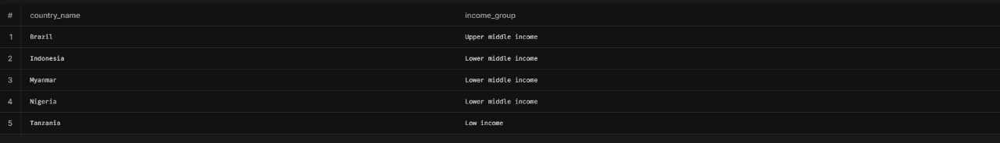 # country_name income_group
1 Brazil Upper middle income
2 Indonesia Lower middle income
3 Myanmar Lower middle income
4 Nigeria Lower middle income
5 Tanzania Low income